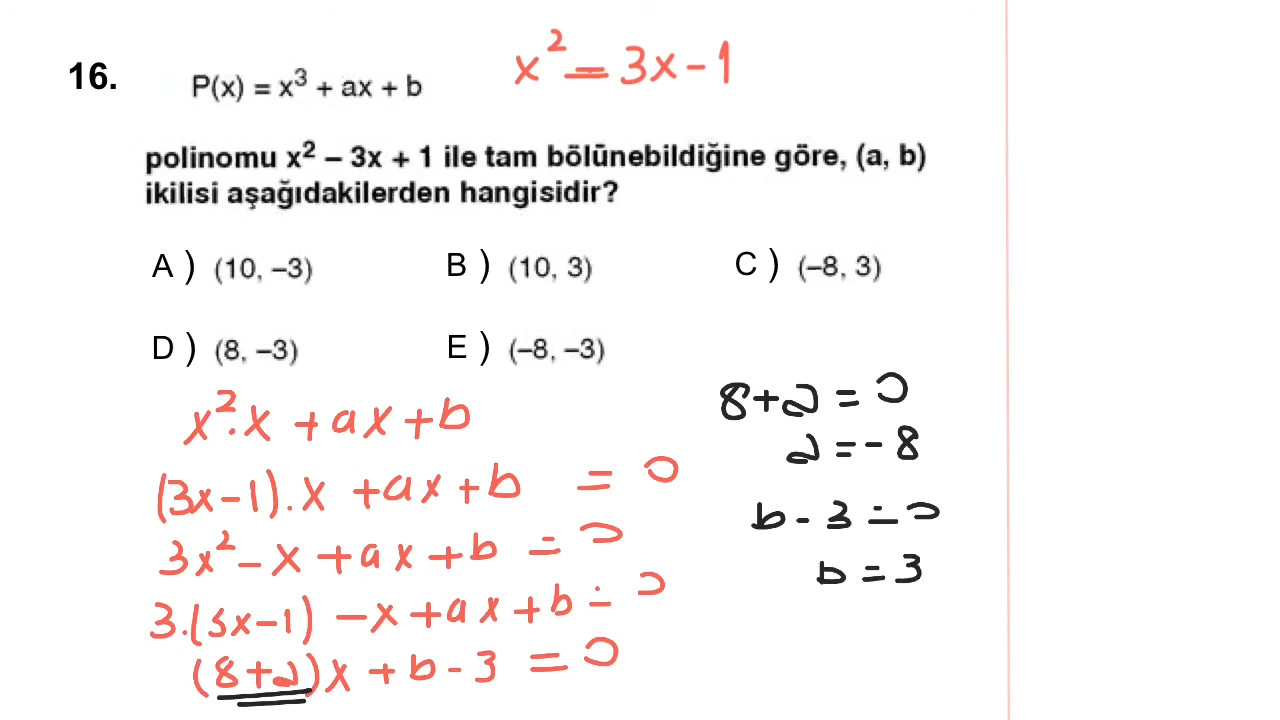 16. P(x) = x³ + ax + b
x² = 3x - 1
polinomu x² – 3x + 1 ile tam bölünebildiğine göre, (a, b)
ikilisi aşağıdakilerden hangisidir?
A ) (10, –3) B ) (10, 3) C ) (–8, 3)
D ) (8, –3) E ) (–8, –3)
x².x + ax + b
(3x-1).x + ax + b = 0
3x² - x + ax + b = 0
3.(3x-1) - x + ax + b = 0
(8+a)x + b - 3 = 0
8+a = 0
a = -8
b - 3 = 0
b = 3